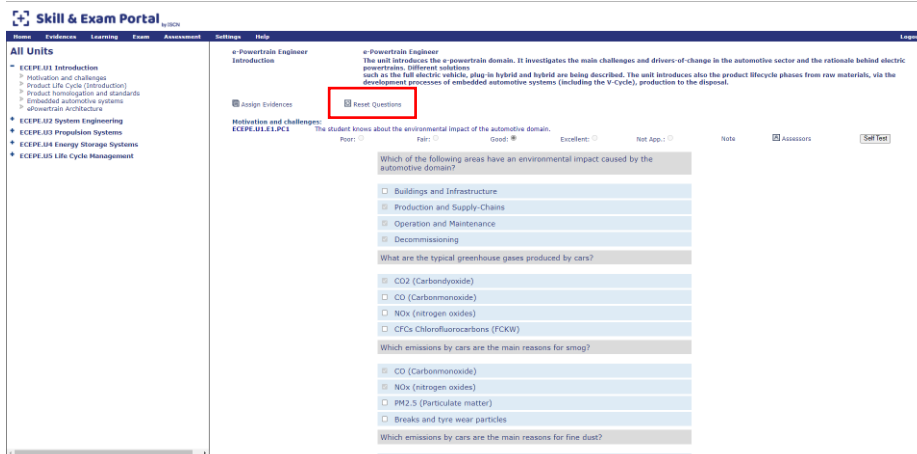 Skill & Exam Portal by ISCN
Home Evidences Learning Exam Assessment Settings Help Logou
All Units
ECEPE.U1 Introduction
Motivation and challenges
Product Life Cycle (Introduction)
Product homologation and standards
Embedded automotive systems
ePowertrain Architecture
ECEPE.U2 System Engineering
ECEPE.U3 Propulsion Systems
ECEPE.U4 Energy Storage Systems
ECEPE.U5 Life Cycle Management
e-Powertrain Engineer
Introduction
e-Powertrain Engineer
The unit introduces the e-powertrain domain. It investigates the main challenges and drivers-of-change in the automotive sector and the rationale behind electric
powertrains. Different solutions
such as the full electric vehicle, plug-in hybrid and hybrid are being described. The unit introduces also the product lifecycle phases from raw materials, via the
development processes of embedded automotive systems (including the V-Cycle), production to the
disposal.
Assign Evidences
Reset Questions
Motivation and challenges:
ECEPE.U1.E1.PC1 The student knows about the environmental impact of the automotive domain.
Poor: Fair: Good: Excellent: Not App.: Note Assessors Self Test
Which of the following areas have an environmental impact caused by the
automotive domain?
Buildings and Infrastructure
Production and Supply-Chains
Operation and Maintenance
Decommissioning
What are the typical greenhouse gases produced by cars?
CO2 (Carbondyoxide)
CO (Carbonmonoxide)
NOx (nitrogen oxides)
CFCs Chlorofluorocarbons (FCKW)
Which emissions by cars are the main reasons for smog?
CO (Carbonmonoxide)
NOx (nitrogen oxides)
PM2.5 (Particulate matter)
Breaks and tyre wear particles
Which emissions by cars are the main reasons for fine dust?